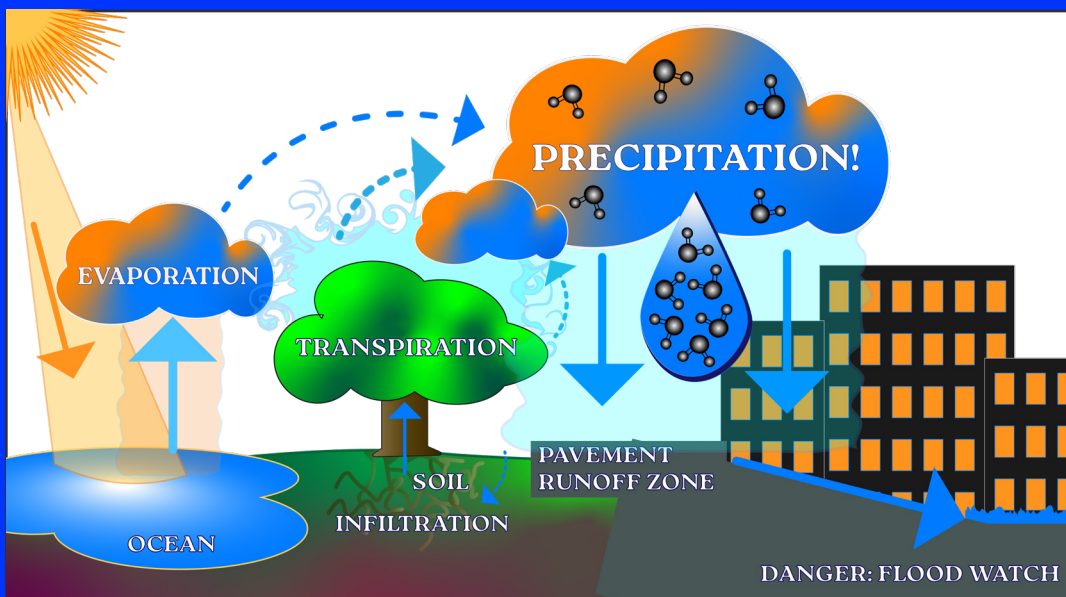 PRECIPITATION!
EVAPORATION
TRANSPIRATION
PAVEMENT
RUNOFF ZONE
SOIL
INFILTRATION
OCEAN
DANGER: FLOOD WATCH